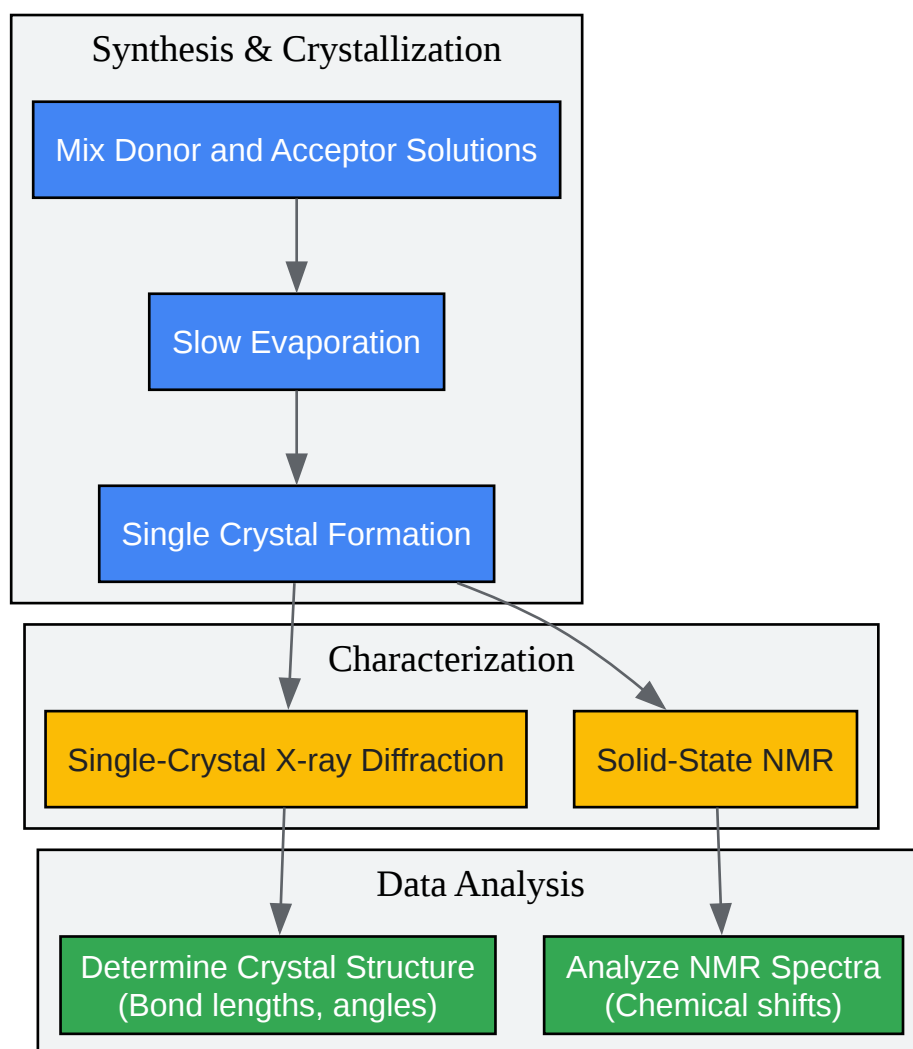 Synthesis & Crystallization
Mix Donor and Acceptor Solutions
Slow Evaporation
Single Crystal Formation
Characterization
Single-Crystal X-ray Diffraction
Solid-State NMR
Data Analysis
Determine Crystal Structure
(Bond lengths, angles)
Analyze NMR Spectra
(Chemical shifts)